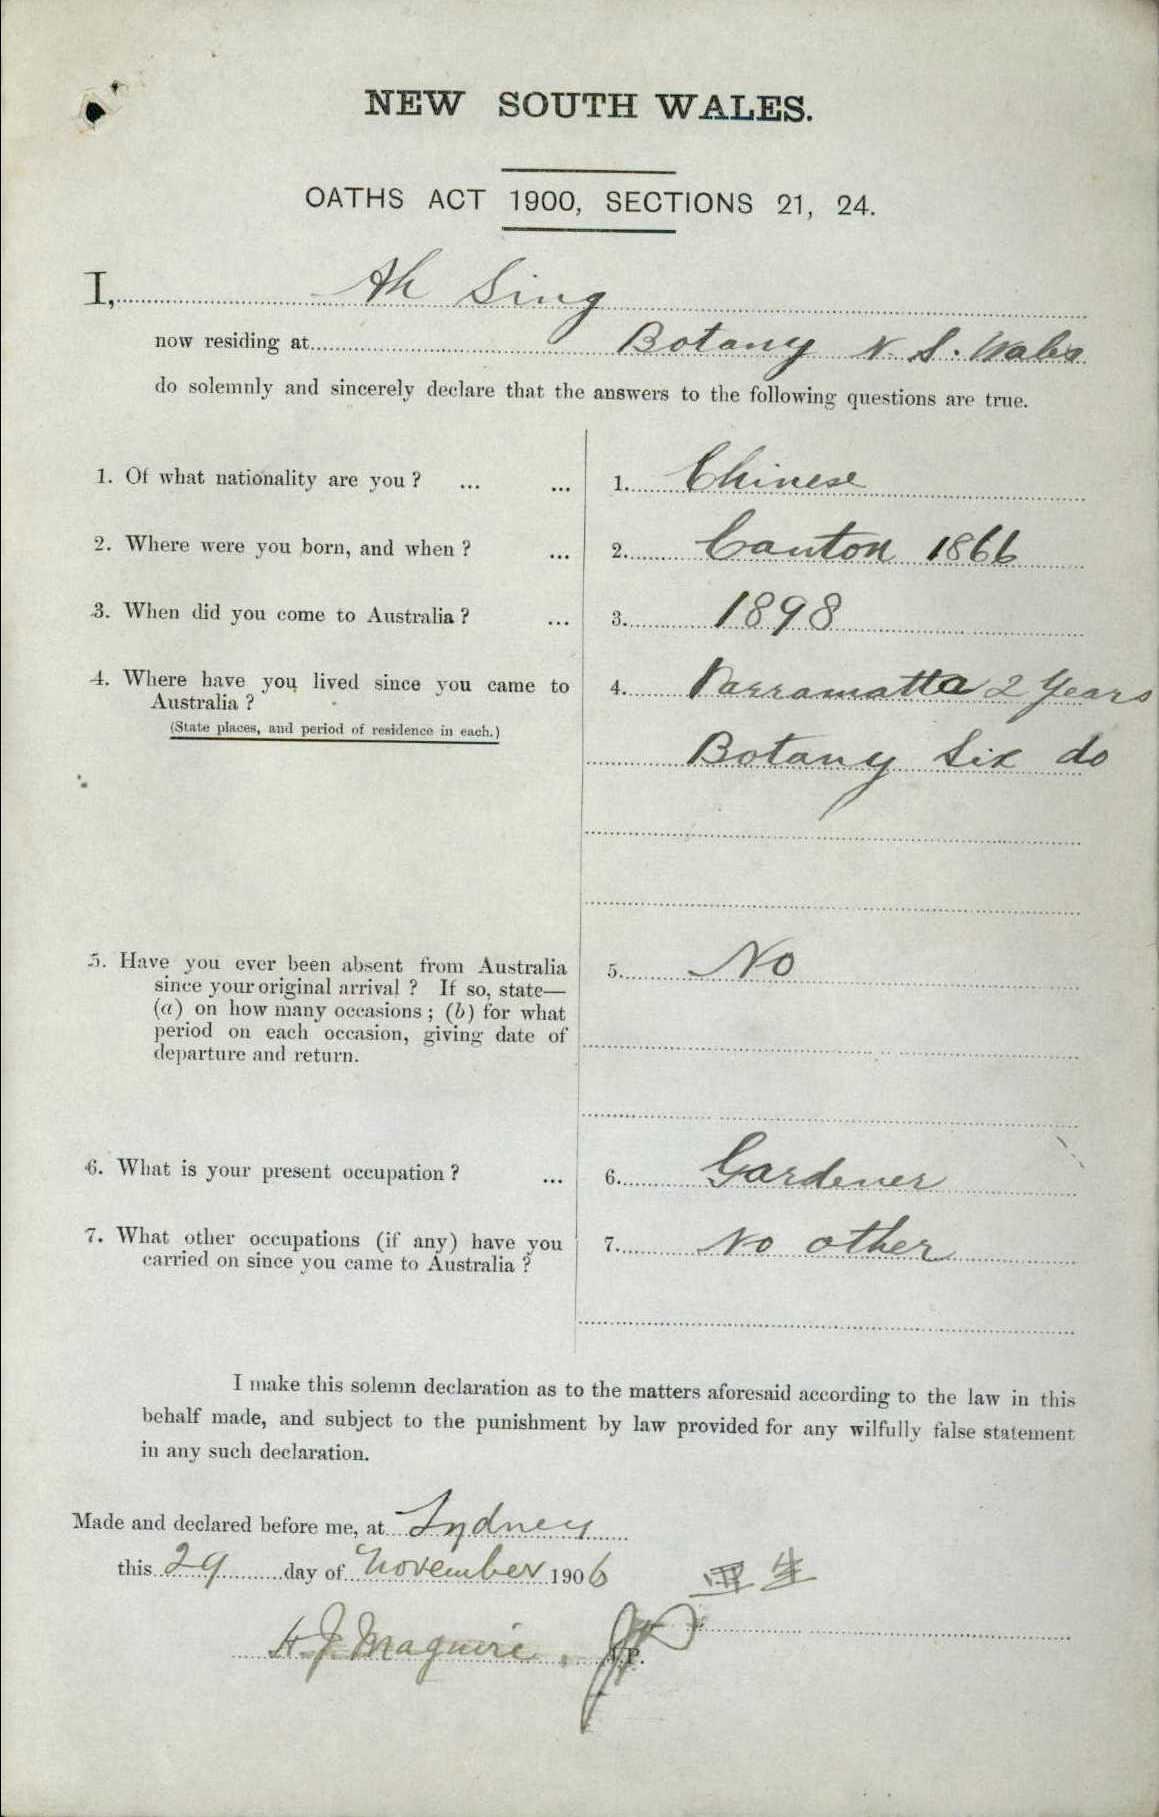 NEW SOUTH WALES.
OATHS ACT 1900, SECTIONS 21, 24.
I, Ah Sing
now residing at Botany N. S. Wales
do solemnly and sincerely declare that the answers to the following questions are true.
1. Of what nationality are you? ... ... 1. Chinese
2. Where were you born, and when? ... 2. Canton 1866
3. When did you come to Australia? ... 3. 1898
4. Where have you lived since you came to 4. Parramatta 2 Years
Australia?
(State places, and period of residence in each.)
Botany Six do
5. Have you ever been absent from Australia 5. No
since your original arrival? If so, state—
(a) on how many occasions; (b) for what
period on each occasion, giving date of
departure and return.
6. What is your present occupation? ... 6. Gardener
7. What other occupations (if any) have you 7. No other
carried on since you came to Australia?
I make this solemn declaration as to the matters aforesaid according to the law in this
behalf made, and subject to the punishment by law provided for any wilfully false statement
in any such declaration.
Made and declared before me, at Sydney
this 29 day of November 1906
生
H J Maguire. JP
J.P.